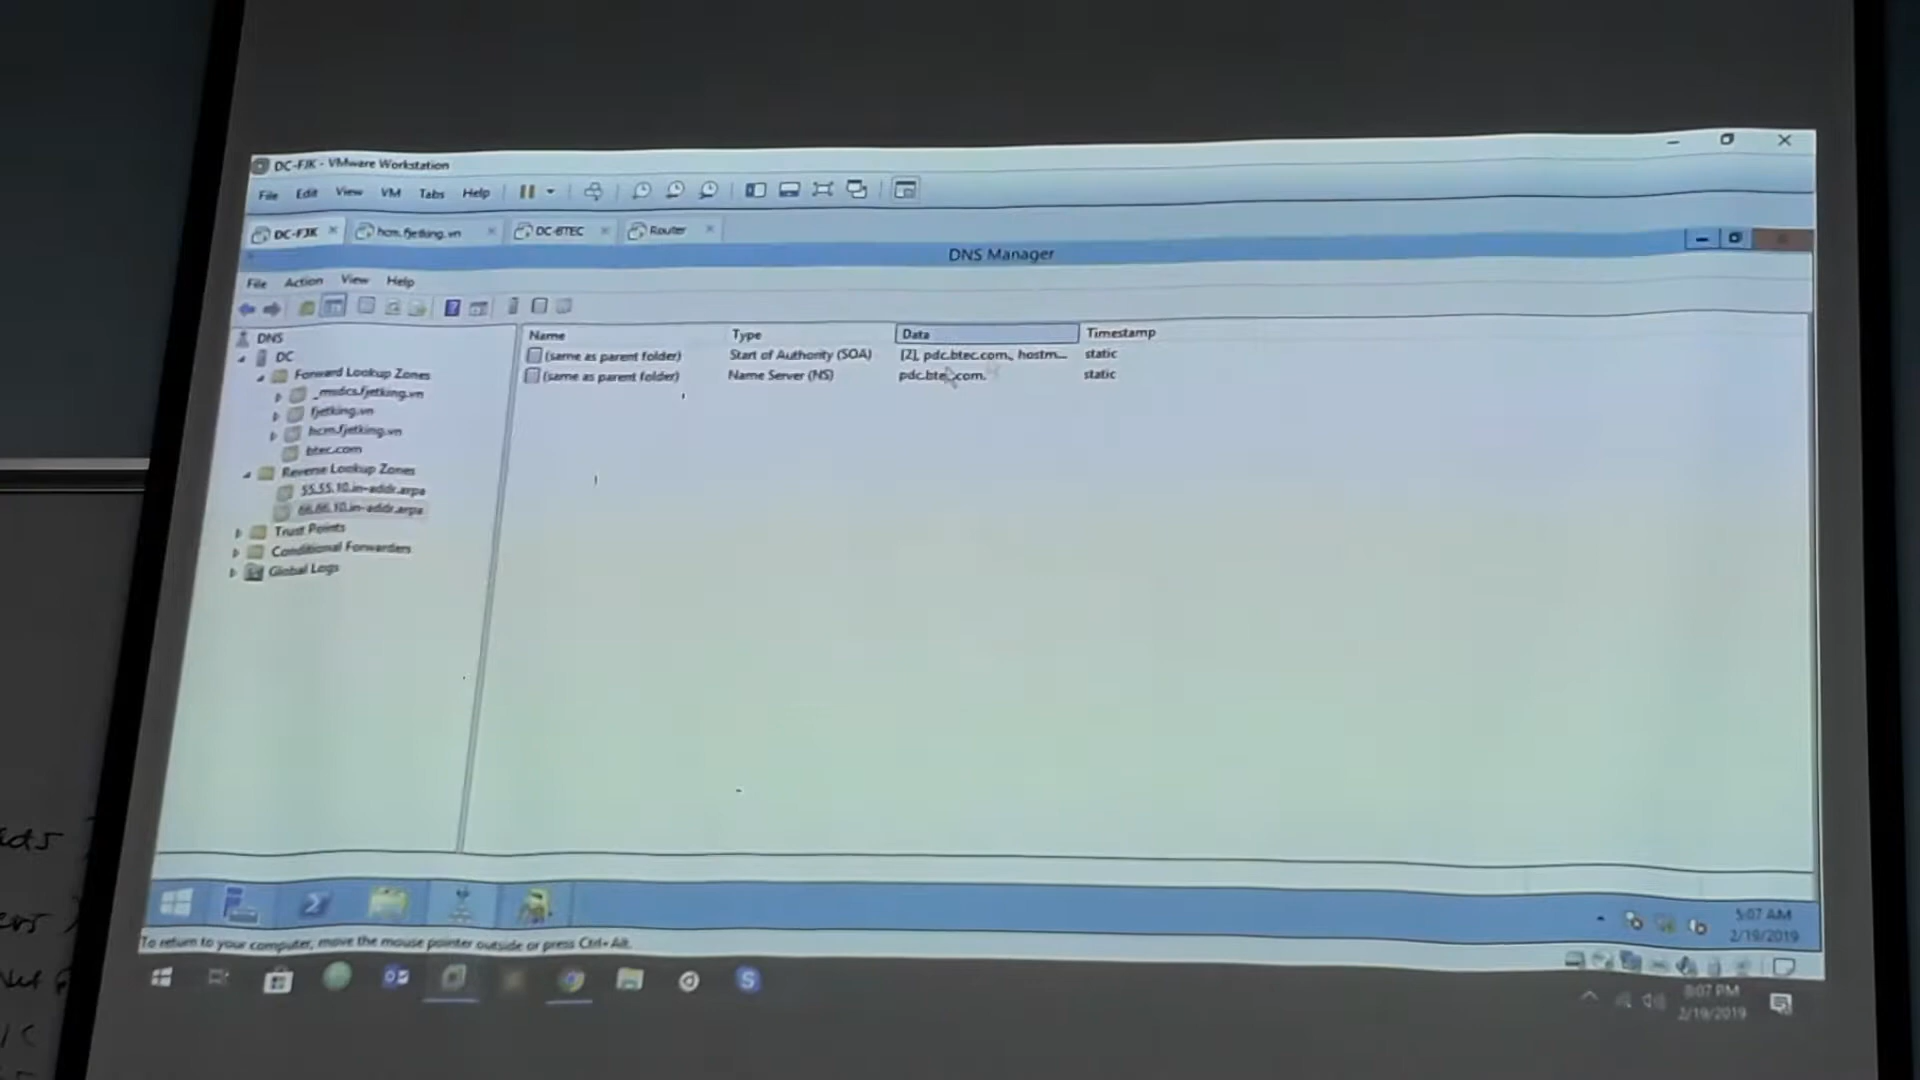 DC-FJK - VMware Workstation
File Edit View VM Tabs Help
DC-FJK hcm.fjetking.vn DC-BTEC Router
DNS Manager
File Action View Help
DNS
DC
Forward Lookup Zones
_msdcs.fjetking.vn
fjetking.vn
hcm.fjetking.vn
btec.com
Reverse Lookup Zones
55.55.10.in-addr.arpa
66.66.10.in-addr.arpa
Trust Points
Conditional Forwarders
Global Logs
Name Type Data Timestamp
(same as parent folder) Start of Authority (SOA) [2], pdc.btec.com., hostm... static
(same as parent folder) Name Server (NS) pdc.btec.com. static
5:07 AM
2/19/2019
To return to your computer, move the mouse pointer outside or press Ctrl+Alt.
8:07 PM
2/19/2019